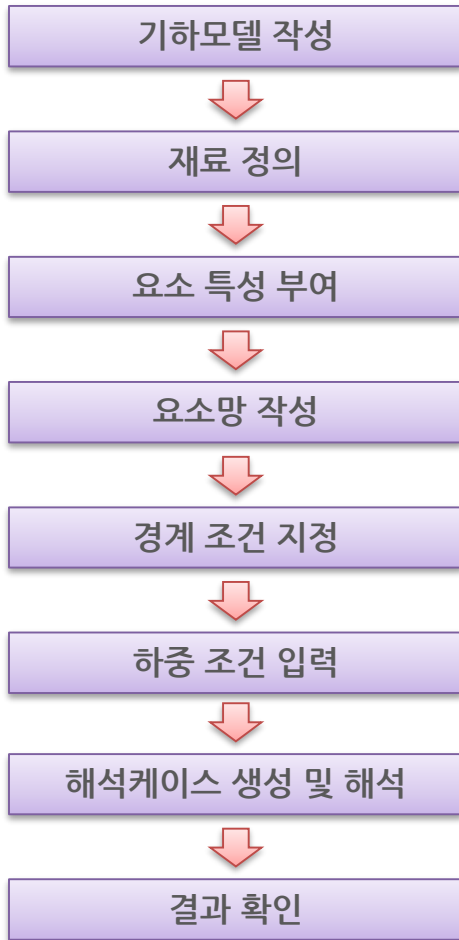 기하모델 작성
재료 정의
요소 특성 부여
요소망 작성
경계 조건 지정
하중 조건 입력
해석케이스 생성 및 해석
결과 확인